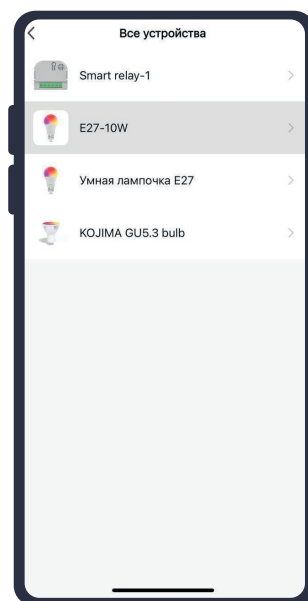 Все устройства
Smart relay-1
E27-10W
Умная лампочка E27
KOJIMA GU5.3 bulb